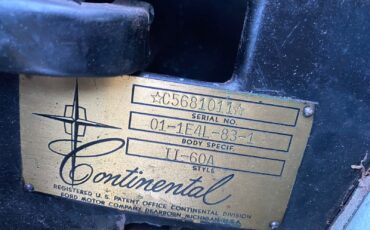 ☆C5681011☆
SERIAL NO.
01-1E4L-83-1
BODY SPECIF.
II-60A
STYLE
Continental
REGISTERED U.S. PATENT OFFICE CONTINENTAL DIVISION
FORD MOTOR COMPANY, DEARBORN, MICHIGAN, U.S.A.